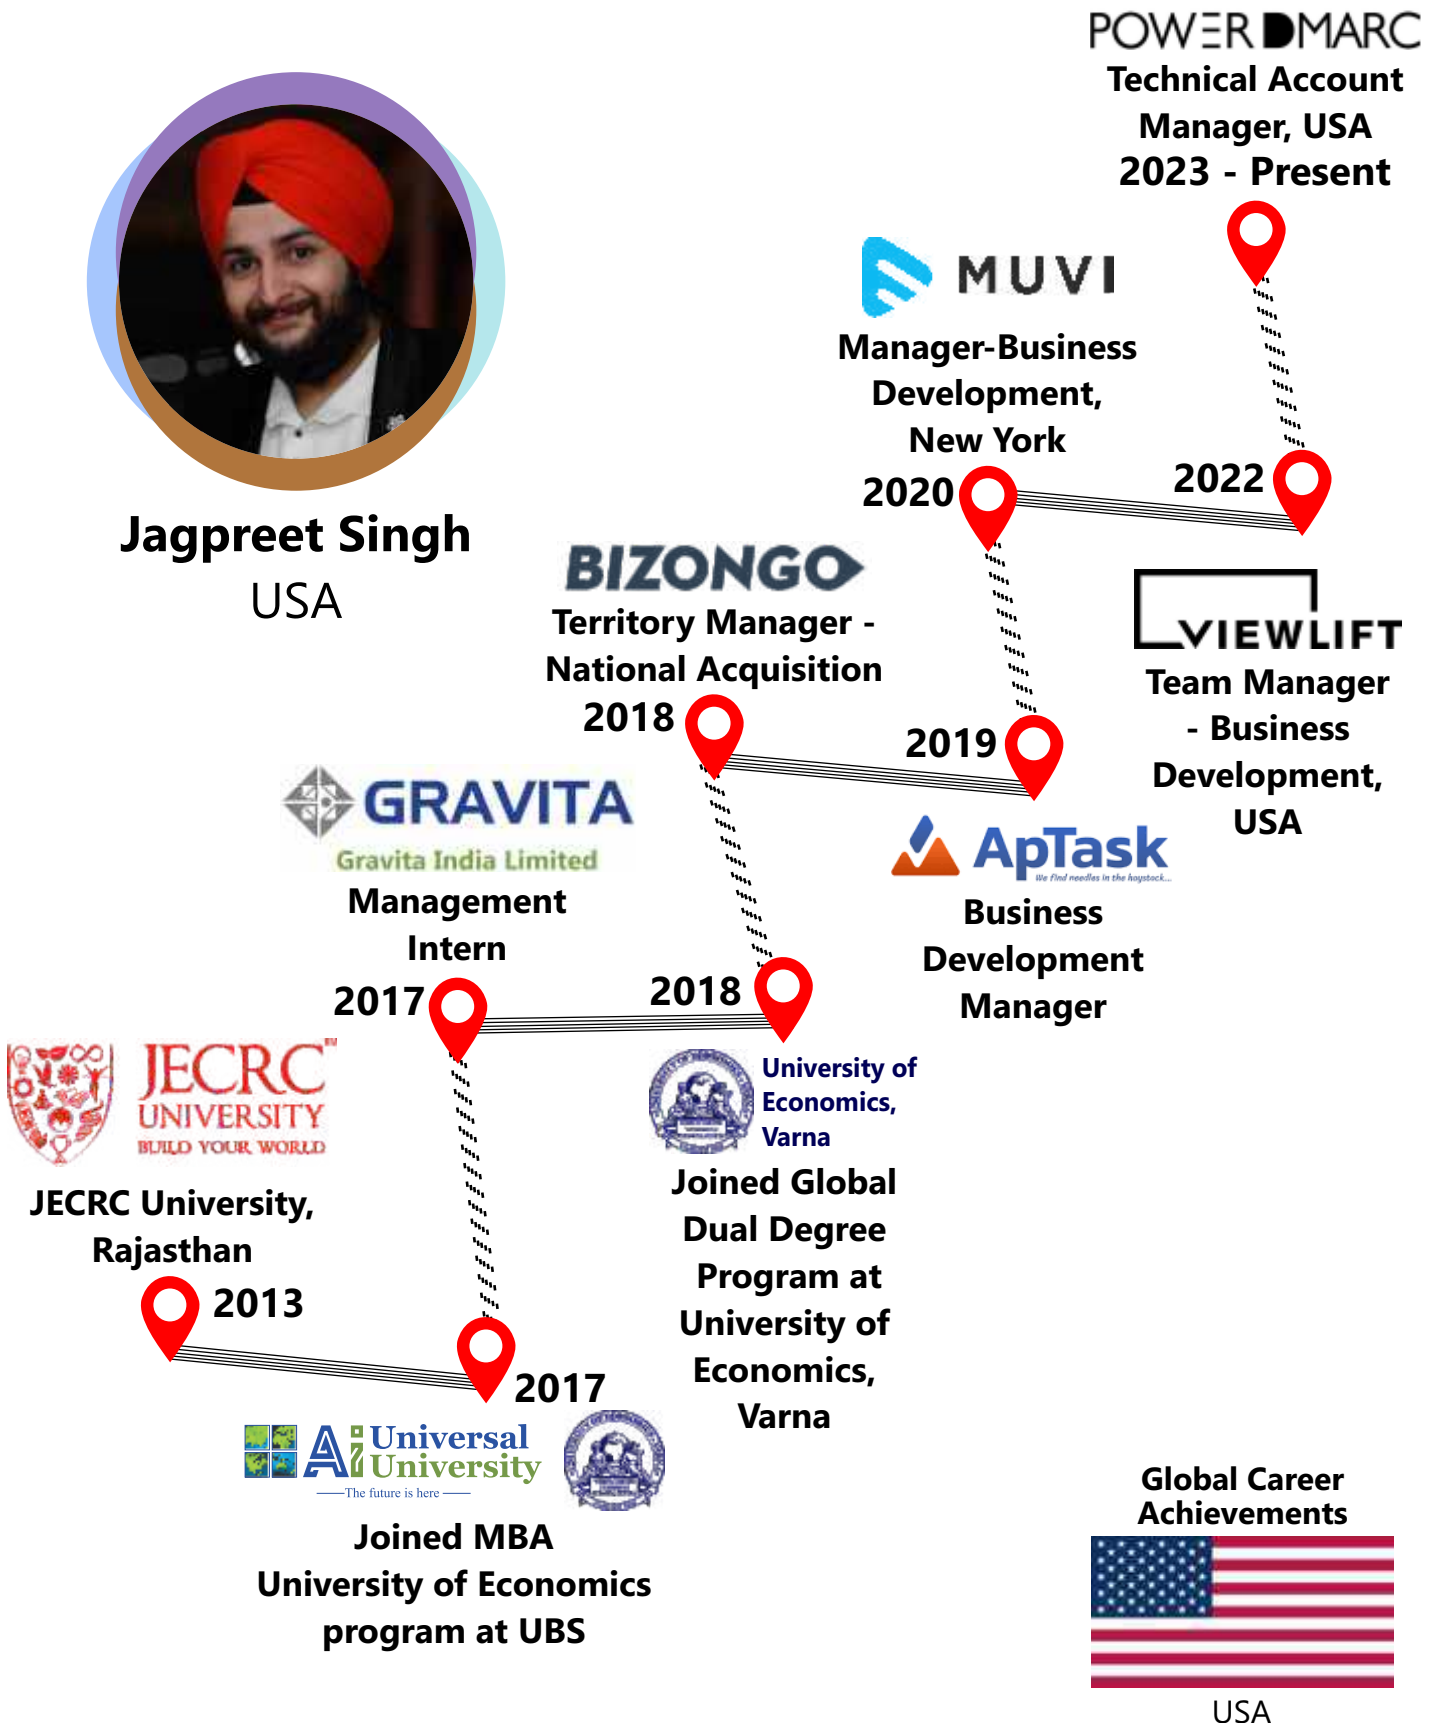 POWER DMARC
Technical Account
Manager, USA
2023 - Present
MUVI
Manager-Business
Development,
New York
2020
2022
VIEWLIFT
Team Manager
- Business
Development,
USA
Jagpreet Singh
USA
BIZONGO
Territory Manager -
National Acquisition
2018
2019
ApTask
We find needles in the haystack...
Business
Development
Manager
GRAVITA
Gravita India Limited
Management
Intern
2017
2018
University of
Economics,
Varna
Joined Global
Dual Degree
Program at
University of
Economics,
Varna
JECRC
UNIVERSITY
BUILD YOUR WORLD
JECRC University,
Rajasthan
2013
2017
Ai Universal
University
The future is here
Joined MBA
University of Economics
program at UBS
Global Career
Achievements
USA